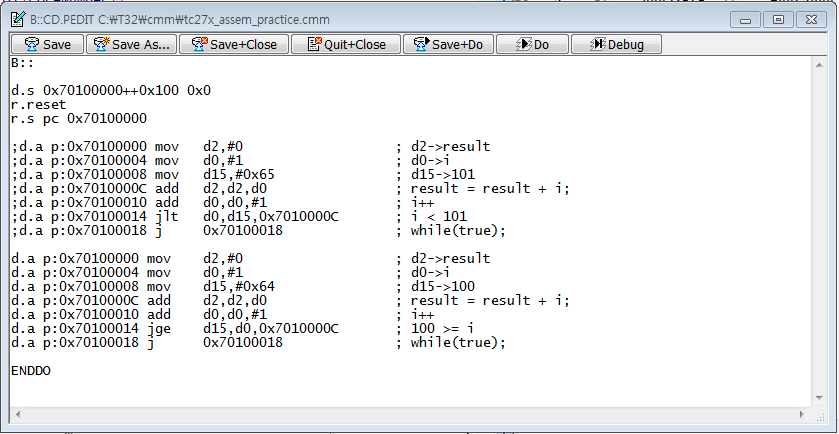 B::CD.PEDIT C:₩T32₩cmm₩tc27x_assem_practice.cmm
Save Save As... Save+Close Quit+Close Save+Do Do Debug
B::
d.s 0x70100000++0x100 0x0
r.reset
r.s pc 0x70100000
;d.a p:0x70100000 mov d2,#0 ; d2->result
;d.a p:0x70100004 mov d0,#1 ; d0->i
;d.a p:0x70100008 mov d15,#0x65 ; d15->101
;d.a p:0x7010000C add d2,d2,d0 ; result = result + i;
;d.a p:0x70100010 add d0,d0,#1 ; i++
;d.a p:0x70100014 jlt d0,d15,0x7010000C ; i < 101
;d.a p:0x70100018 j 0x70100018 ; while(true);
d.a p:0x70100000 mov d2,#0 ; d2->result
d.a p:0x70100004 mov d0,#1 ; d0->i
d.a p:0x70100008 mov d15,#0x64 ; d15->100
d.a p:0x7010000C add d2,d2,d0 ; result = result + i;
d.a p:0x70100010 add d0,d0,#1 ; i++
d.a p:0x70100014 jge d15,d0,0x7010000C ; 100 >= i
d.a p:0x70100018 j 0x70100018 ; while(true);
ENDDO